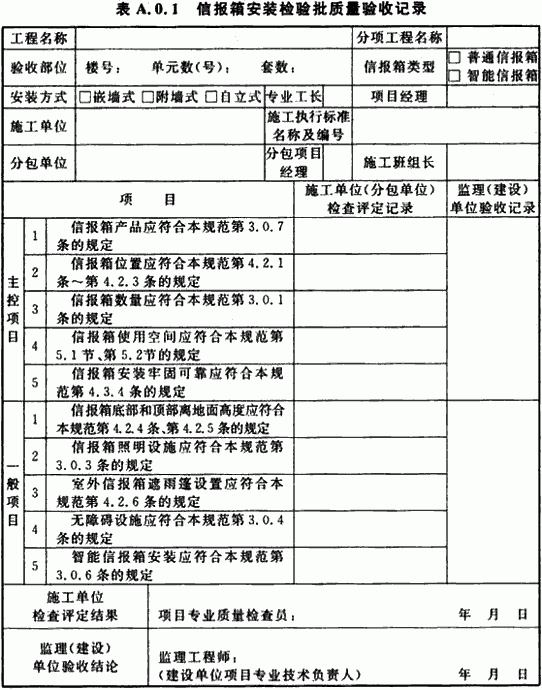 表 A.0.1 信报箱安装检验批质量验收记录
工程名称 分项工程名称
验收部位 楼号: 单元数(号): 套数: 信报箱类型 □ 普通信报箱
□ 智能信报箱
安装方式 □嵌墙式 □附墙式 □自立式 专业工长 项目经理
施工单位 施工执行标准
名称及编号
分包单位 分包项目
经理 施工班组长
项 目 施工单位(分包单位)
检查评定记录 监理(建设)
单位验收记录
主控项目
1 信报箱产品应符合本规范第3.0.7
条的规定
2 信报箱位置应符合本规范第4.2.1
条~第4.2.3条的规定
3 信报箱数量应符合本规范第3.0.1
条的规定
4 信报箱使用空间应符合本规范第
5.1节、第5.2节的规定
5 信报箱安装牢固可靠应符合本规
范第4.3.4条的规定
一般项目
1 信报箱底部和顶部离地面高度应符合
本规范第4.2.4条、第4.2.5条的规定
2 信报箱照明设施应符合本规范第
3.0.3条的规定
3 室外信报箱遮雨篷设置应符合本
规范第4.2.6条的规定
4 无障碍设施应符合本规范第3.0.4
条的规定
5 智能信报箱安装应符合本规范第
3.0.6条的规定
施工单位
检查评定结果 项目专业质量检查员: 年 月 日
监理(建设)
单位验收结论 监理工程师:
(建设单位项目专业技术负责人) 年 月 日